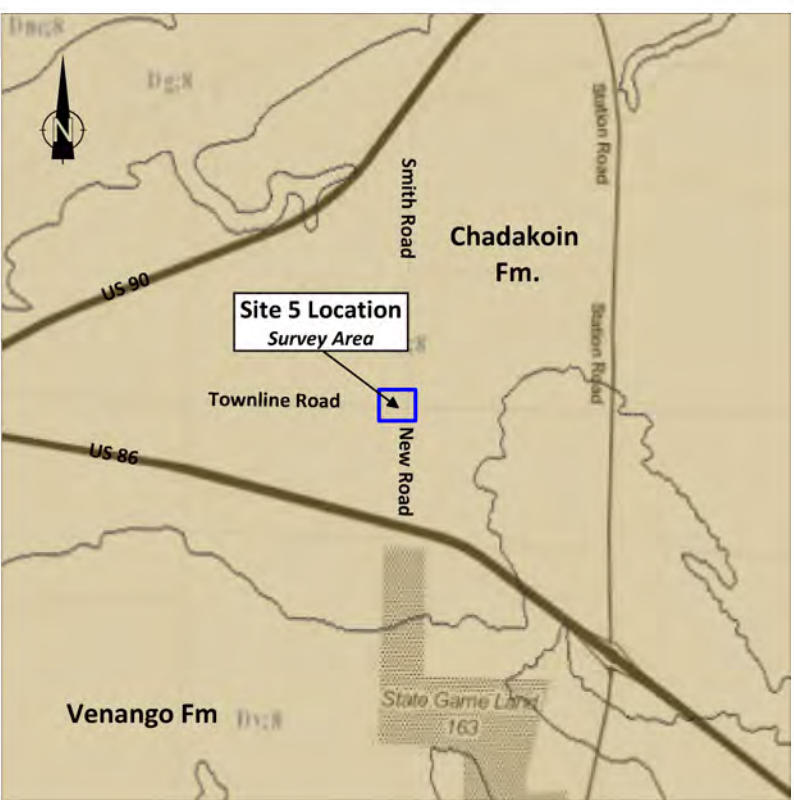 Dg;8
N
Station Road
Smith Road
Chadakoin
Fm.
US 90
Site 5 Location
Survey Area
;8
Station Road
Townline Road
New Road
US 86
State Game Land
163
Venango Fm
Dv;8